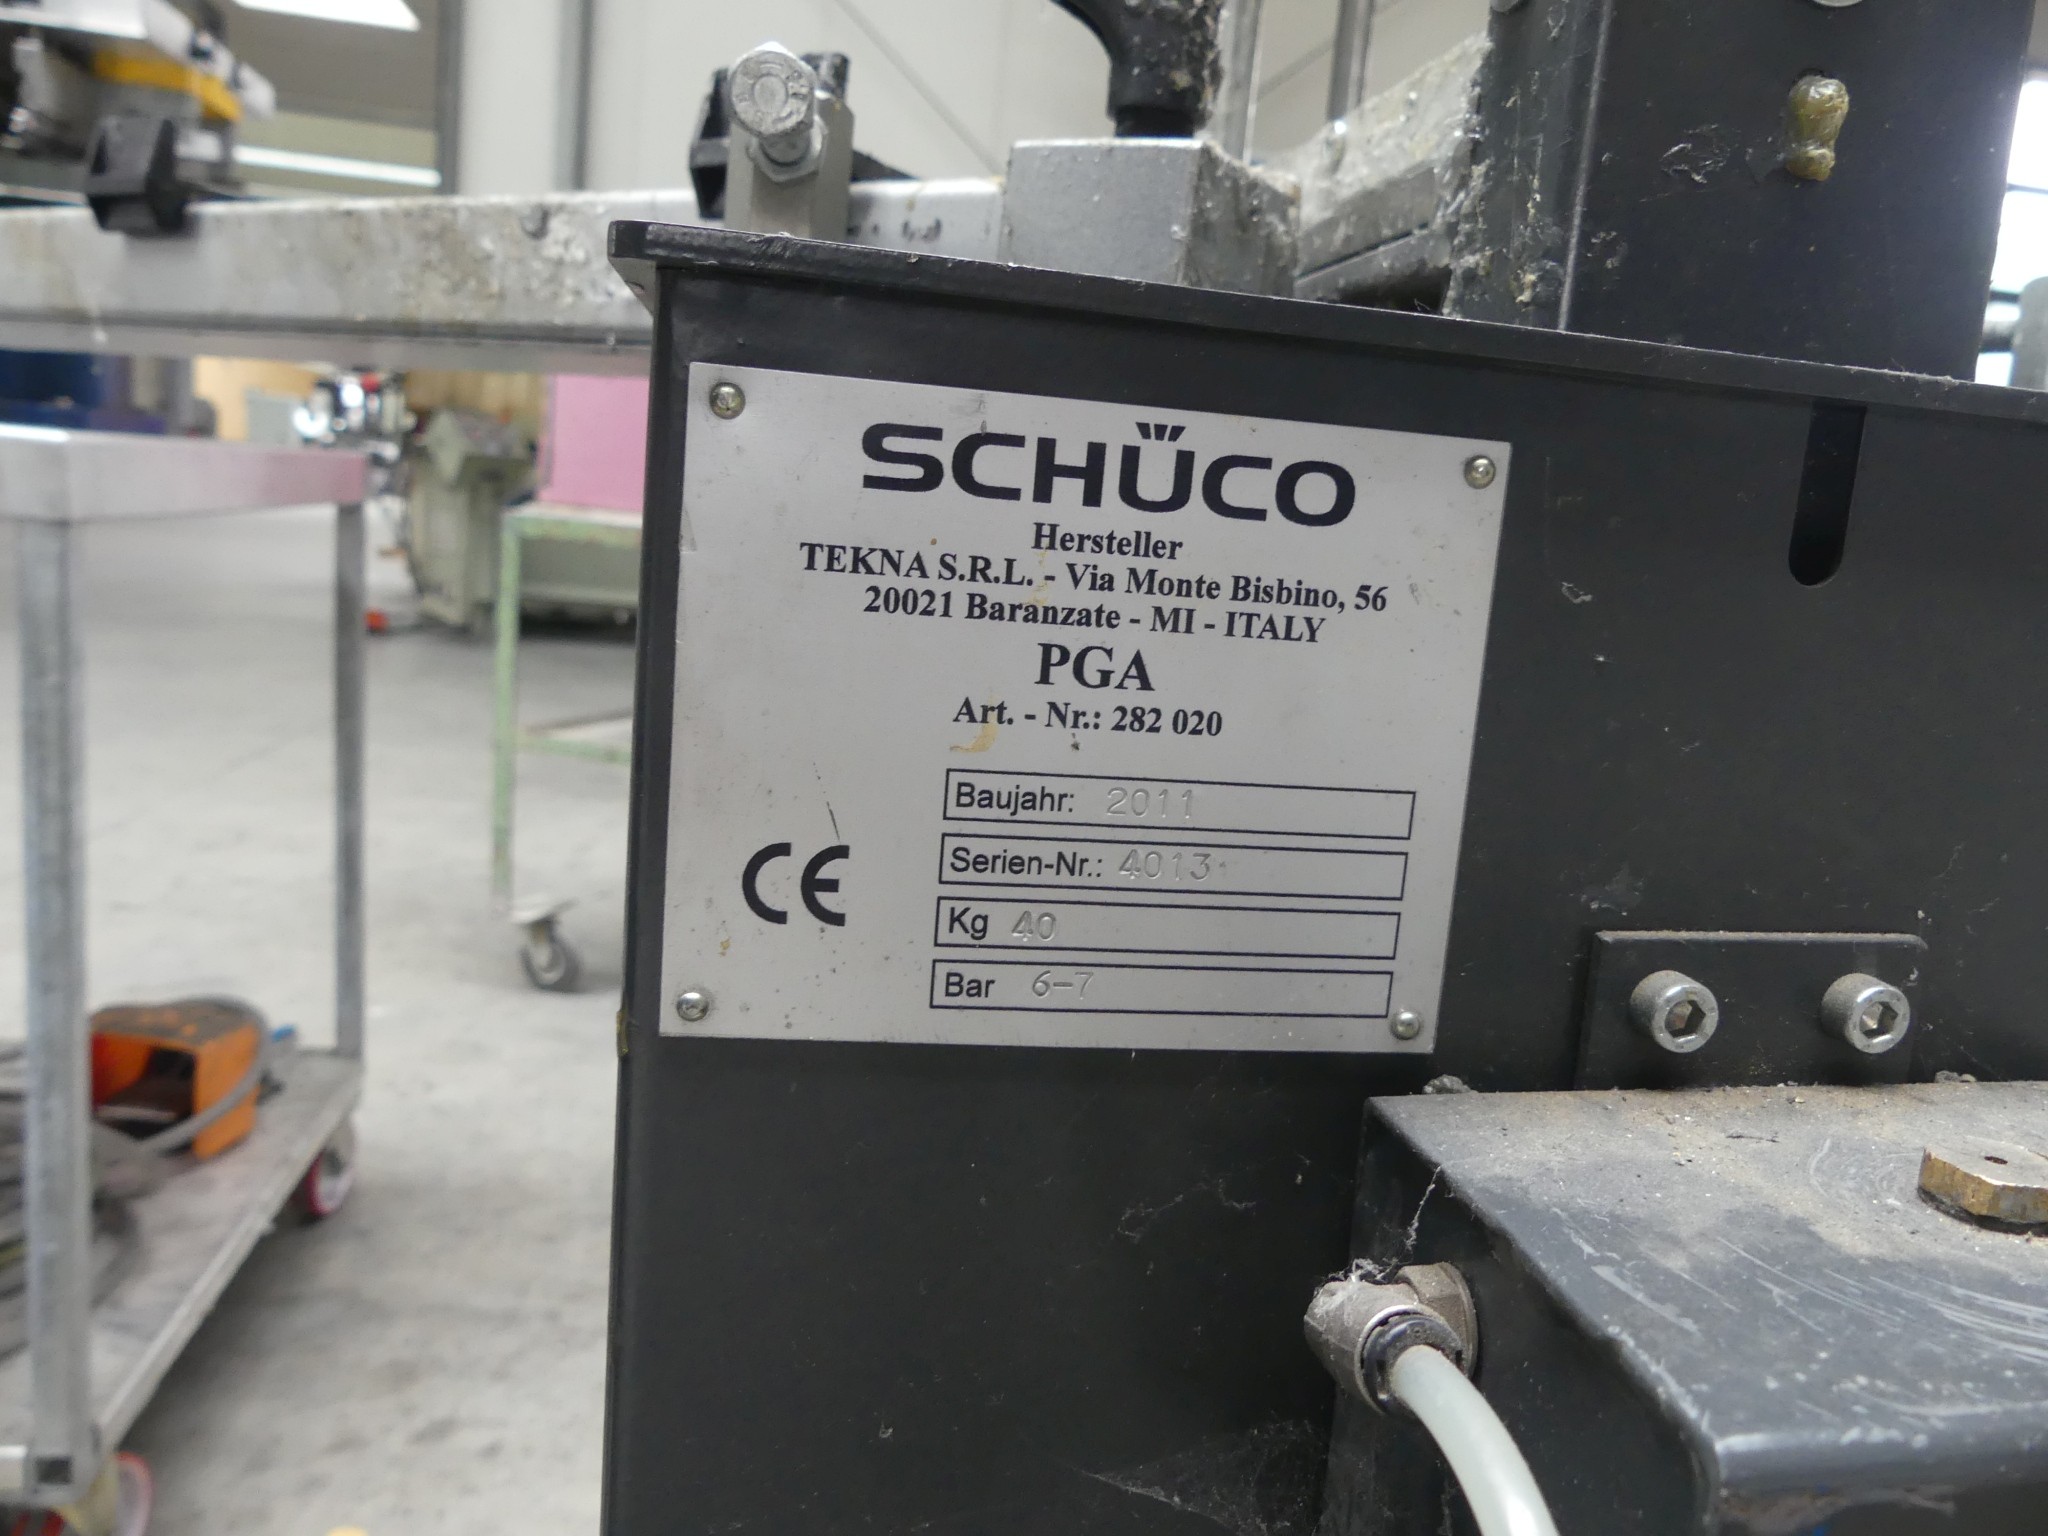 SCHÜCO
Hersteller
TEKNA S.R.L. - Via Monte Bisbino, 56
20021 Baranzate - MI - ITALY
PGA
Art. - Nr.: 282 020
Baujahr: 2011
Serien-Nr.: 4013
Kg 40
Bar 6-7
CE